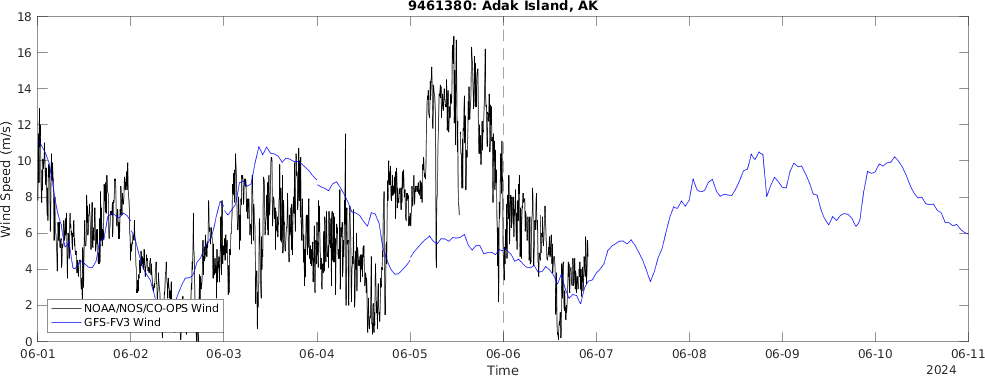 9461380: Adak Island, AK
Wind Speed (m/s)
18
16
14
12
10
8
6
4
2
0
NOAA/NOS/CO-OPS Wind
GFS-FV3 Wind
06-01 06-02 06-03 06-04 06-05 06-06 06-07 06-08 06-09 06-10 06-11
Time
2024